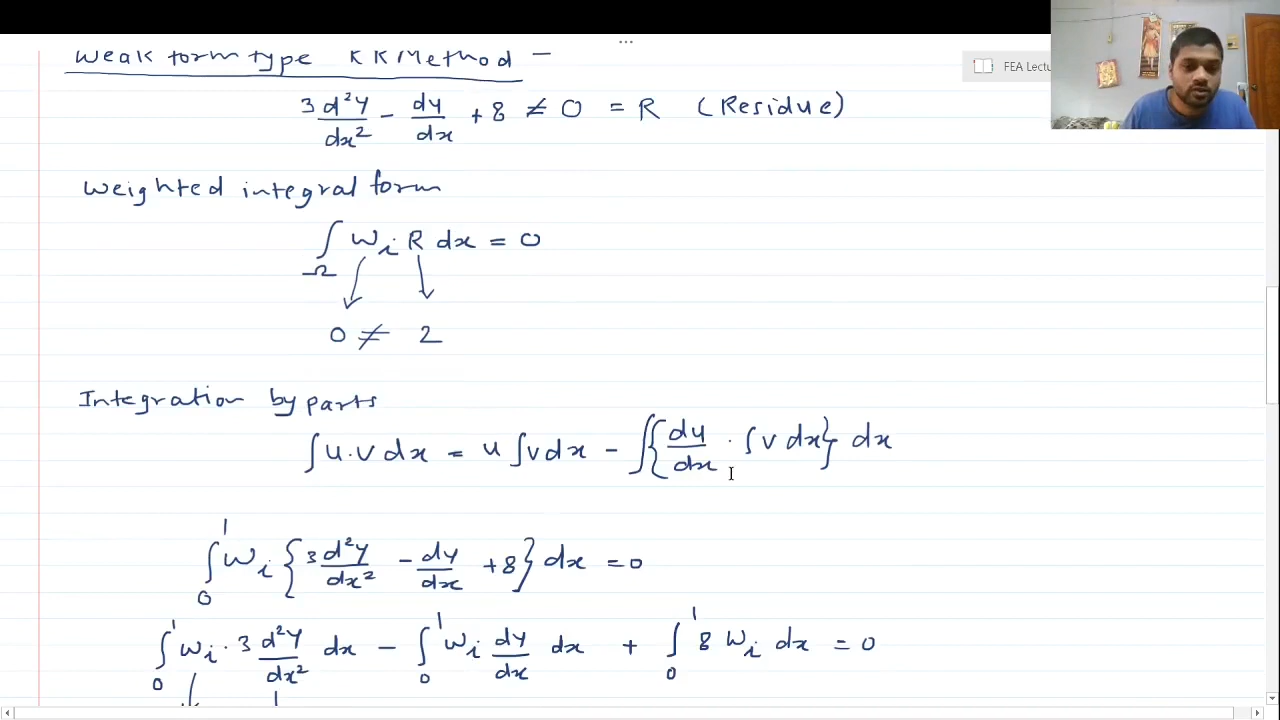 Weak form type RR Method -
FEA Lectu
3 d²y/dx² - dy/dx + 8 ≠ 0 = R (Residue)
Weighted integral form
∫_Ω Wi R dx = 0
0 ≠ 2
Integration by parts
∫ u.v dx = u ∫v dx - ∫{ du/dx . ∫v dx} dx
∫₀¹ Wi { 3 d²y/dx² - dy/dx + 8 } dx = 0
∫₀¹ Wi . 3 d²y/dx² dx - ∫₀¹ Wi dy/dx dx + ∫₀¹ 8 Wi dx = 0